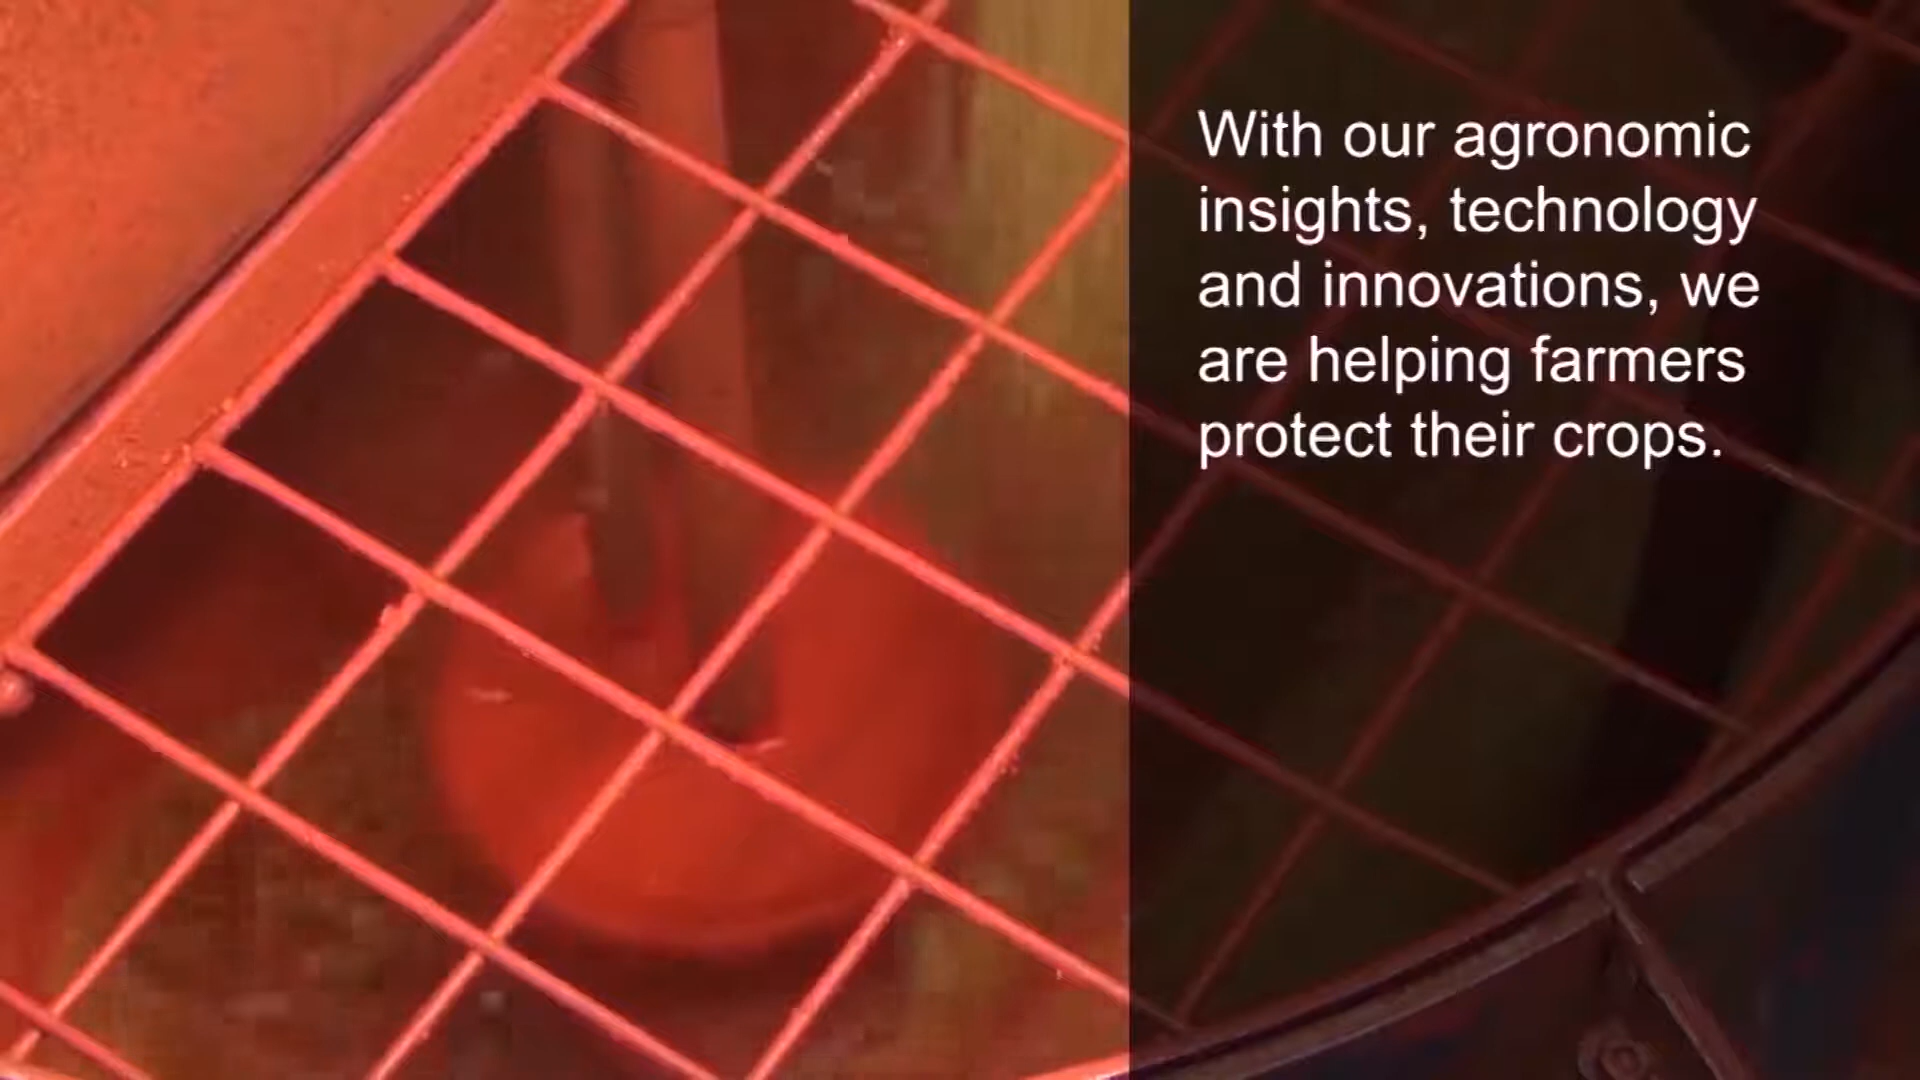 With our agronomic
insights, technology
and innovations, we
are helping farmers
protect their crops.